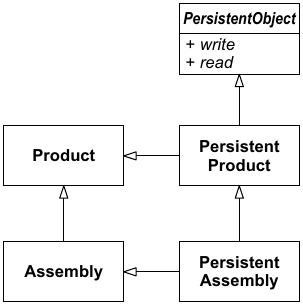 PersistentObject
+ write
+ read
Product
Persistent
Product
Assembly
Persistent
Assembly